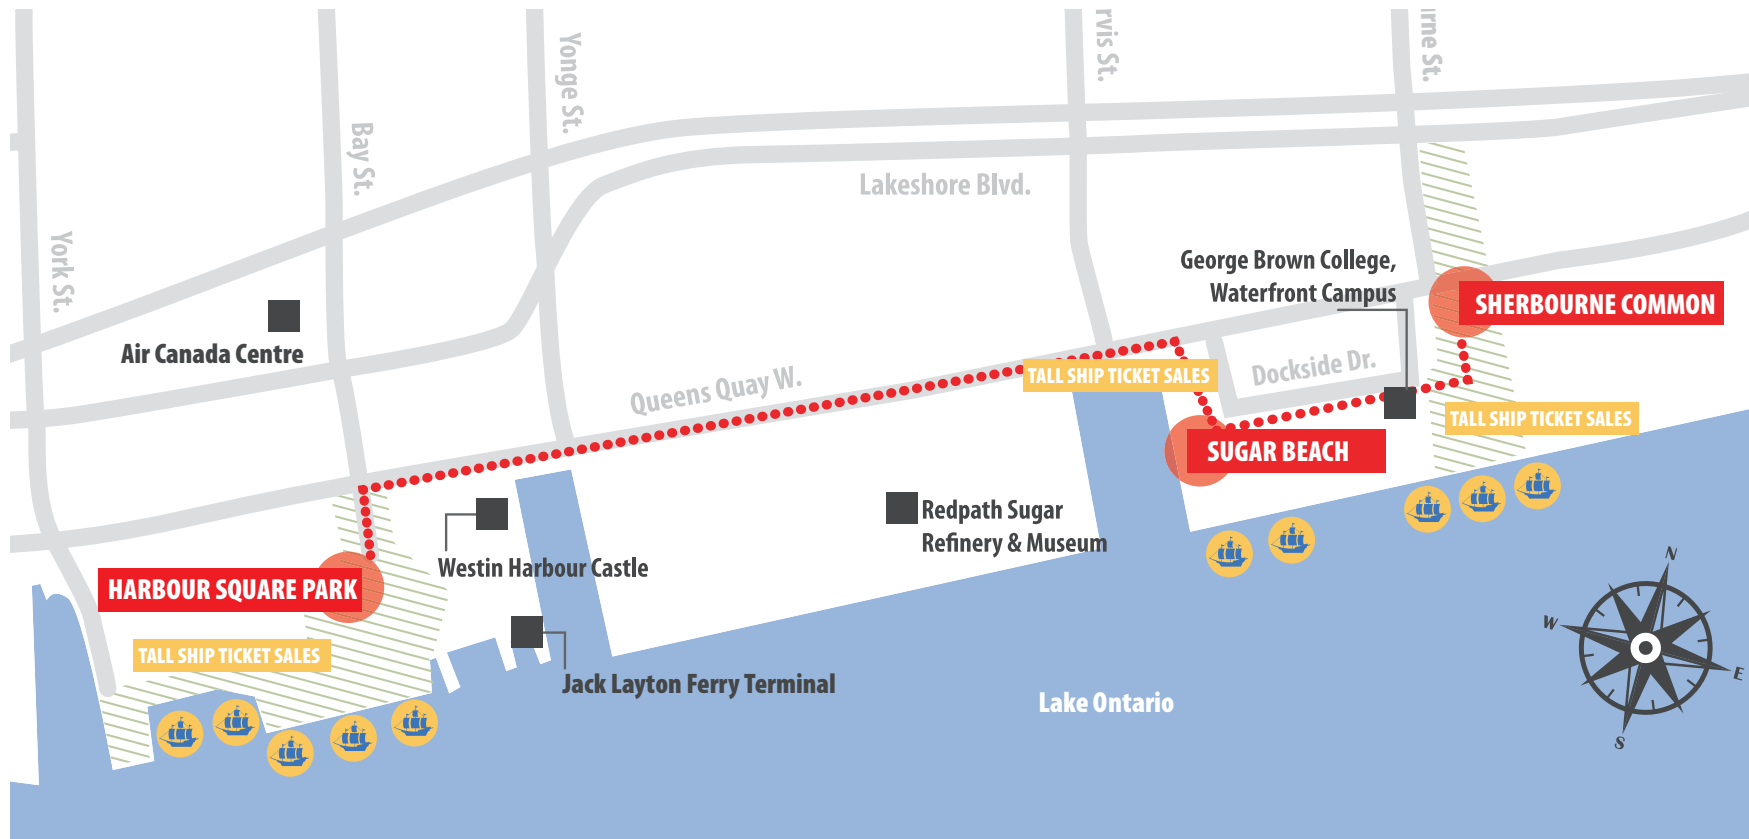 Yonge St.
rvis St.
rne St.
Bay St.
Lakeshore Blvd.
York St.
George Brown College,
Waterfront Campus
SHERBOURNE COMMON
Air Canada Centre
TALL SHIP TICKET SALES
Dockside Dr.
Queens Quay W.
TALL SHIP TICKET SALES
SUGAR BEACH
Redpath Sugar
Refinery & Museum
Westin Harbour Castle
HARBOUR SQUARE PARK
TALL SHIP TICKET SALES
Jack Layton Ferry Terminal
Lake Ontario
N
W
E
S